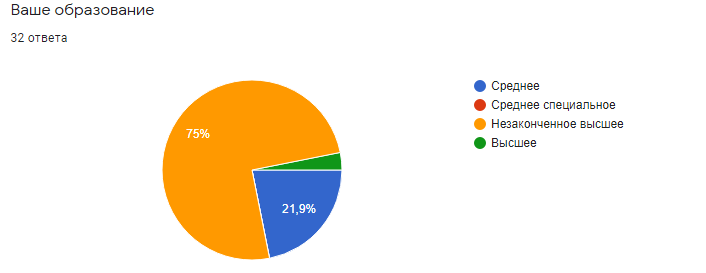 Ваше образование
32 ответа
Среднее
Среднее специальное
Незаконченное высшее
Высшее
75%
21,9%